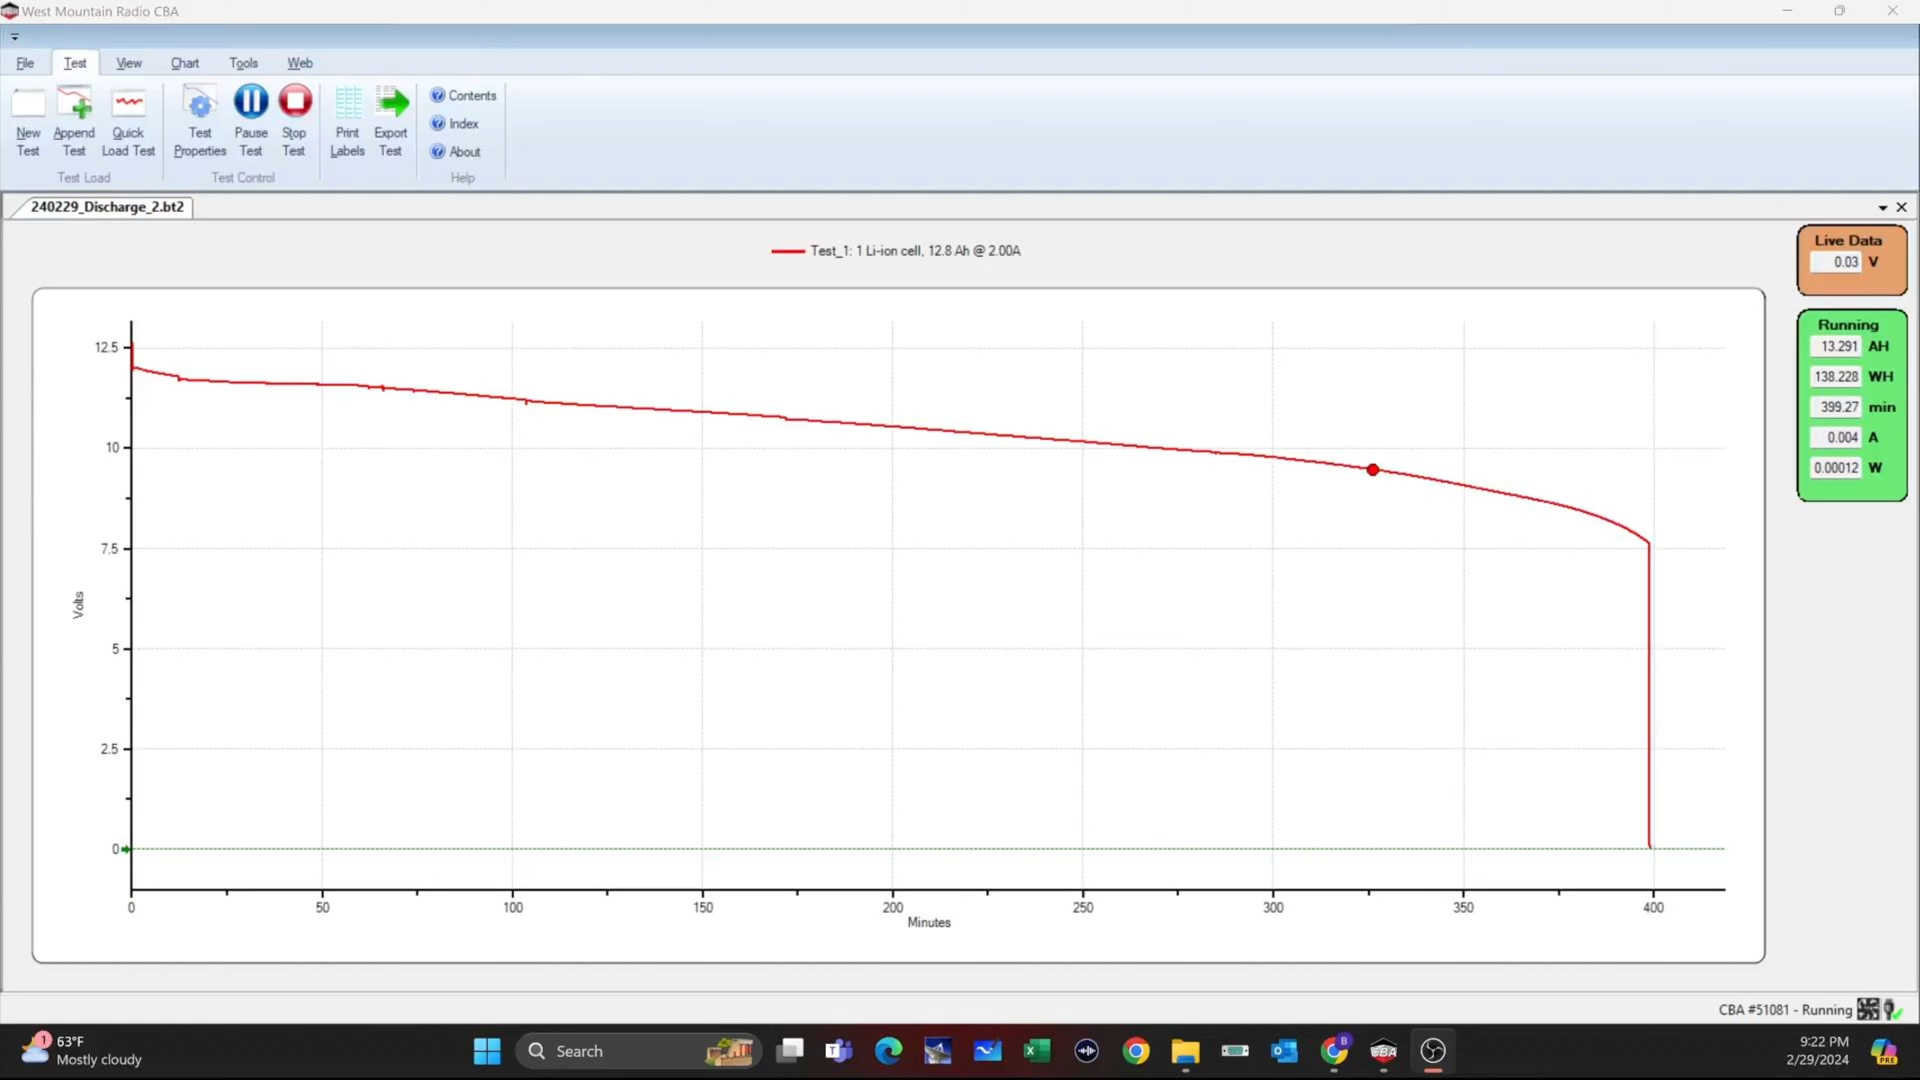 West Mountain Radio CBA
File Test View Chart Tools Web
New Test
Append Test
Quick Load Test
Test Load
Test Properties
Pause Test
Stop Test
Test Control
Print Labels
Export Test
Contents
Index
About
Help
240229_Discharge_2.bt2
Test_1: 1 Li-ion cell, 12.8 Ah @ 2.00A
Live Data
0.03 V
Running
13.291 AH
138.228 WH
399.27 min
0.004 A
0.00012 W
12.5
10
7.5
5
2.5
0
Volts
0 50 100 150 200 250 300 350 400
Minutes
CBA #51081 - Running
1
63°F
Mostly cloudy
Search
CBA
9:22 PM
2/29/2024
PRE